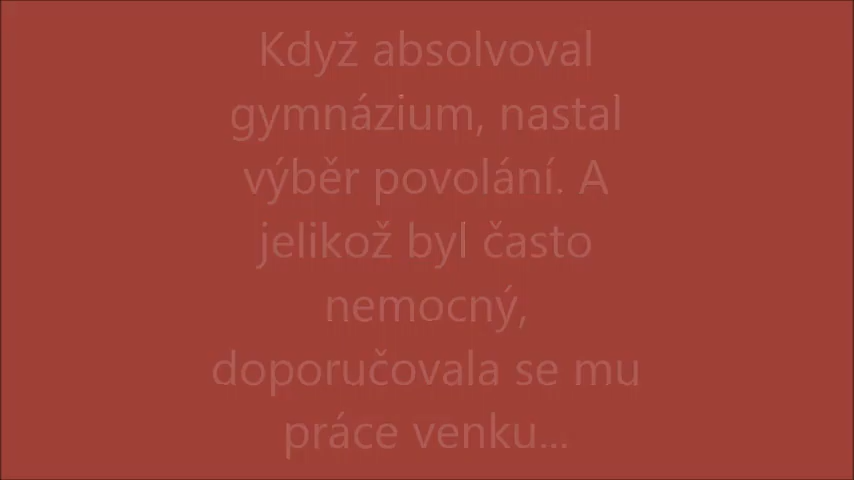 Když absolvoval
gymnázium, nastal
výběr povolání. A
jelikož byl často
nemocný,
doporučovala se mu
práce venku...